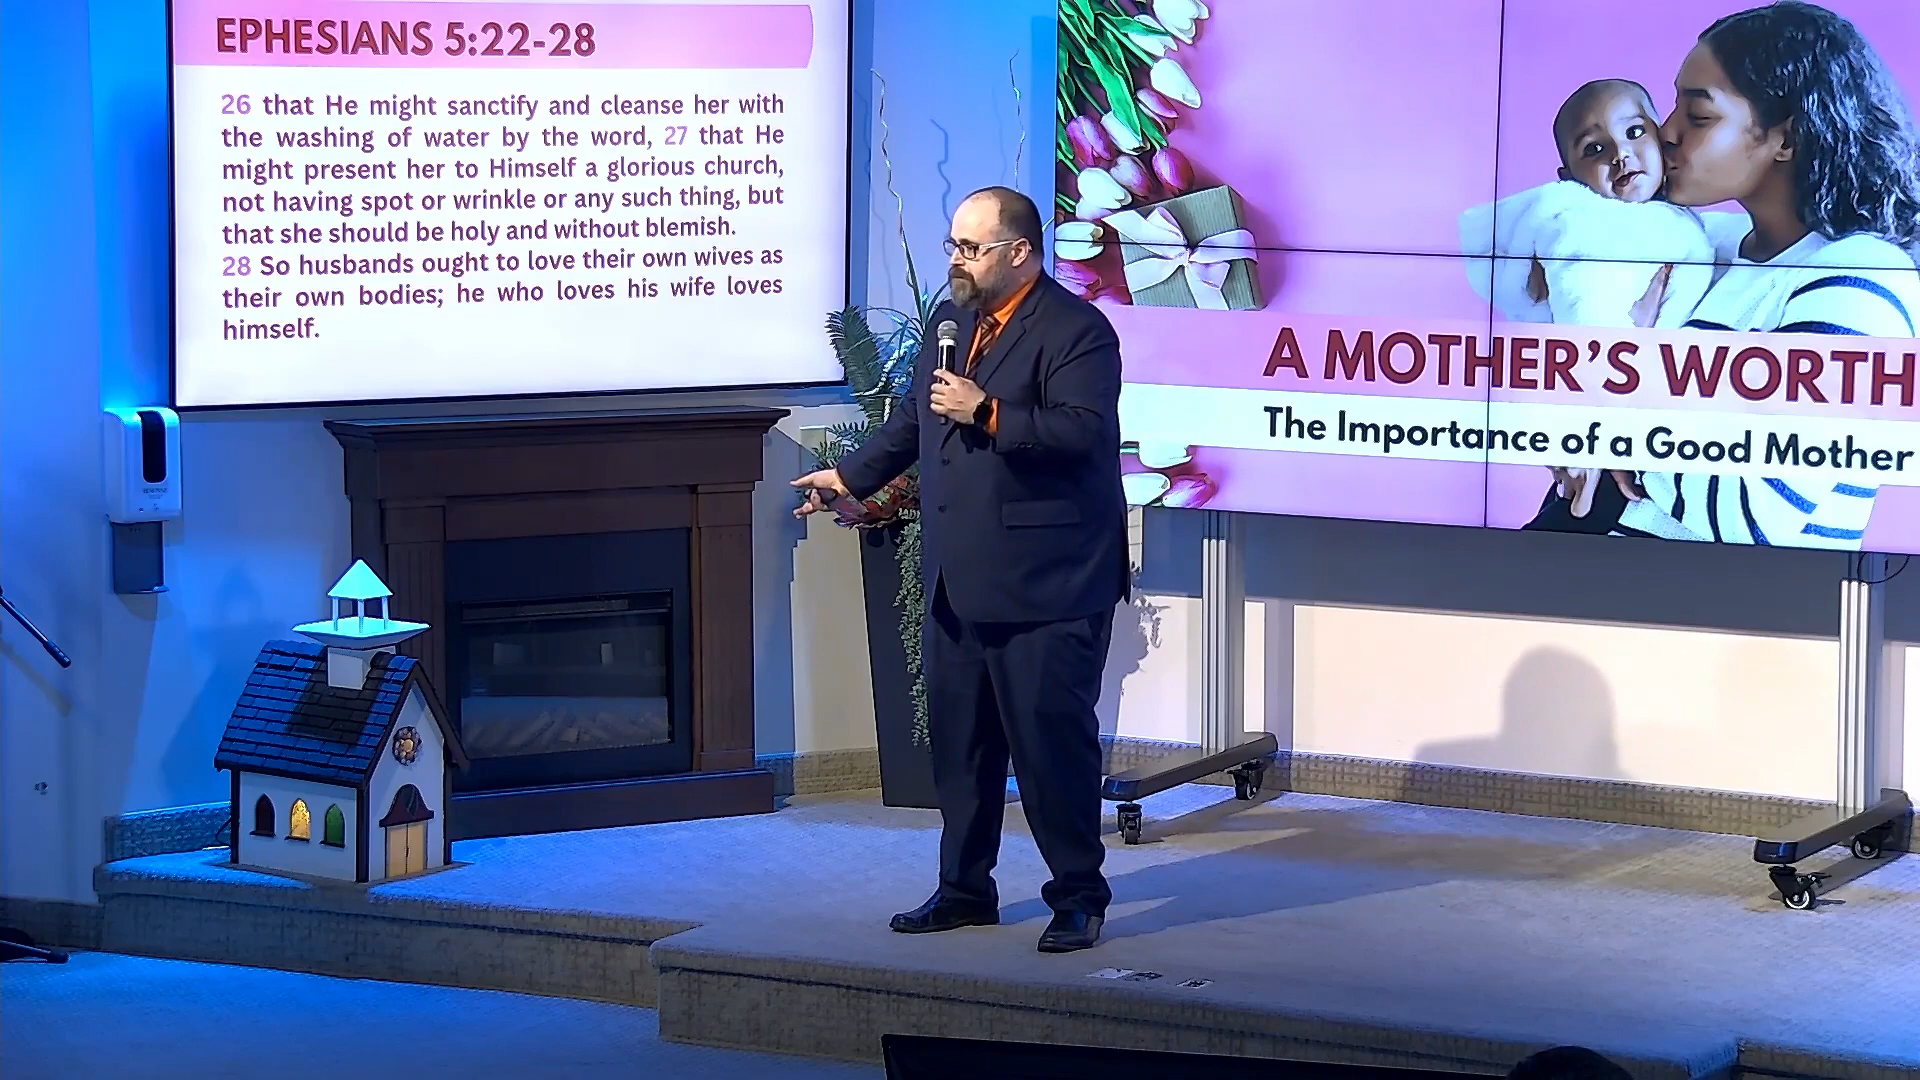 EPHESIANS 5:22-28
26 that He might sanctify and cleanse her with
the washing of water by the word, 27 that He
might present her to Himself a glorious church,
not having spot or wrinkle or any such thing, but
that she should be holy and without blemish.
28 So husbands ought to love their own wives as
their own bodies; he who loves his wife loves
himself.
A MOTHER'S WORTH
The Importance of a Good Mother